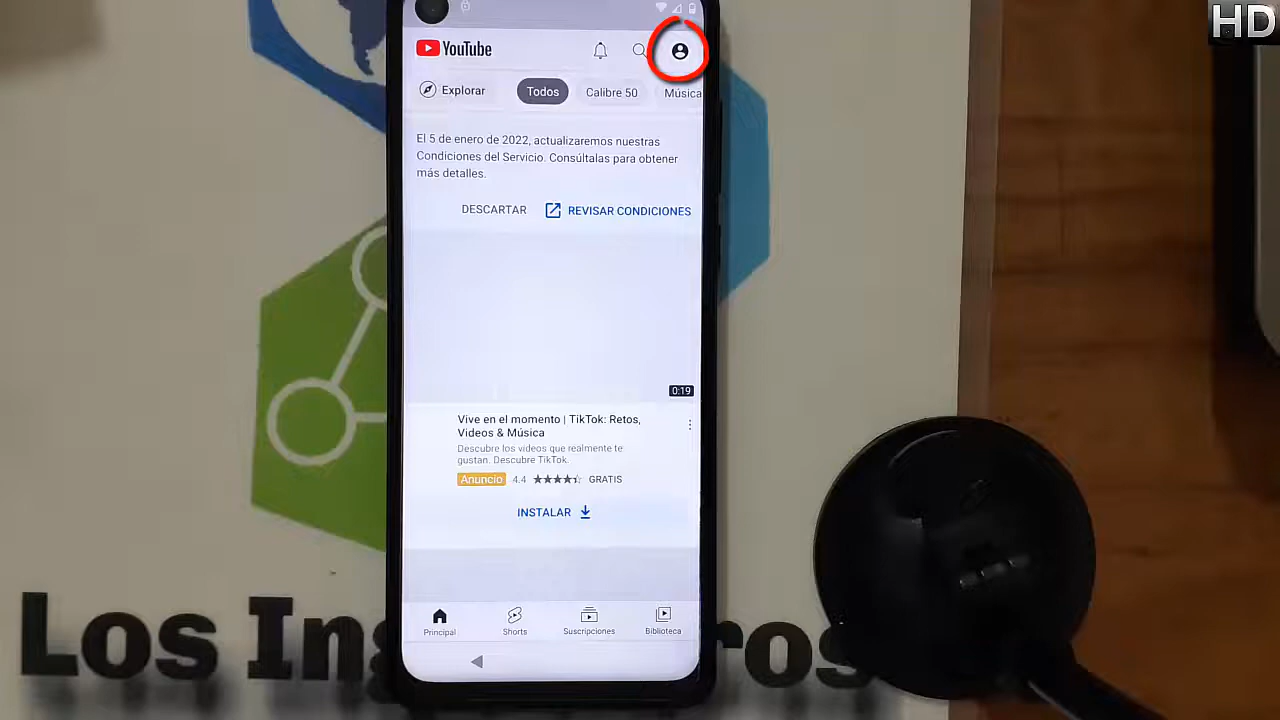 HD
YouTube
Explorar
Todos
Calibre 50
Música
El 5 de enero de 2022, actualizaremos nuestras
Condiciones del Servicio. Consúltalas para obtener
más detalles.
DESCARTAR
REVISAR CONDICIONES
0:19
Vive en el momento | TikTok: Retos,
Videos & Música
Descubre los videos que realmente te
gustan. Descubre TikTok.
Anuncio 4.4 GRATIS
INSTALAR
Principal
Shorts
Suscripciones
Biblioteca
Los